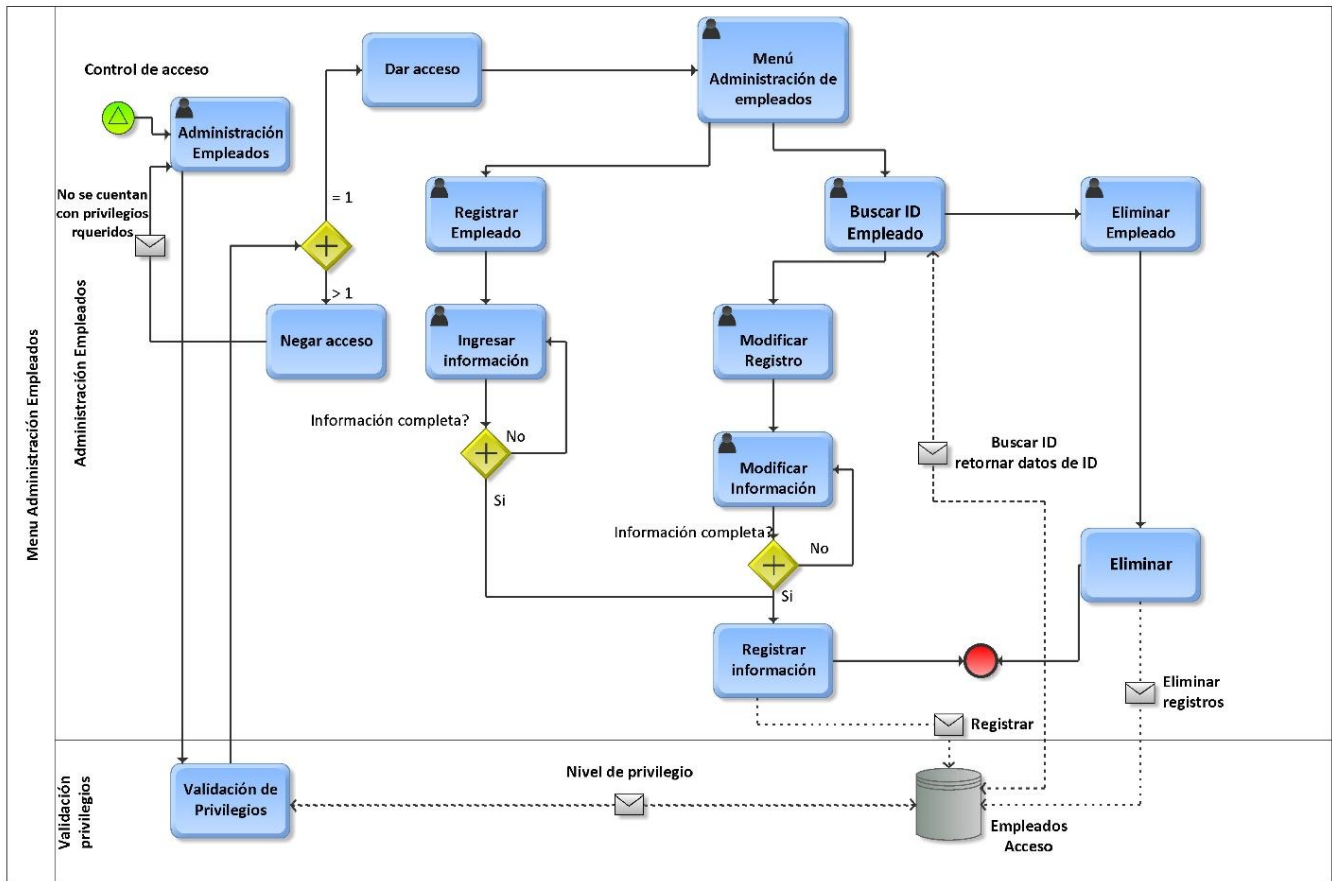 Menu Administración Empleados
Administración Empleados
Control de acceso
Administración
Empleados
No se cuentan
con privilegios
rqueridos
Dar acceso
= 1
> 1
Negar acceso
Menú
Administración de
empleados
Registrar
Empleado
Ingresar
información
Información completa?
No
Si
Buscar ID
Empleado
Eliminar
Empleado
Modificar
Registro
Modificar
Información
Información completa?
No
Si
Buscar ID
retornar datos de ID
Eliminar
Registrar
información
Eliminar
registros
Registrar
Validación
privilegios
Validación de
Privilegios
Nivel de privilegio
Empleados
Acceso